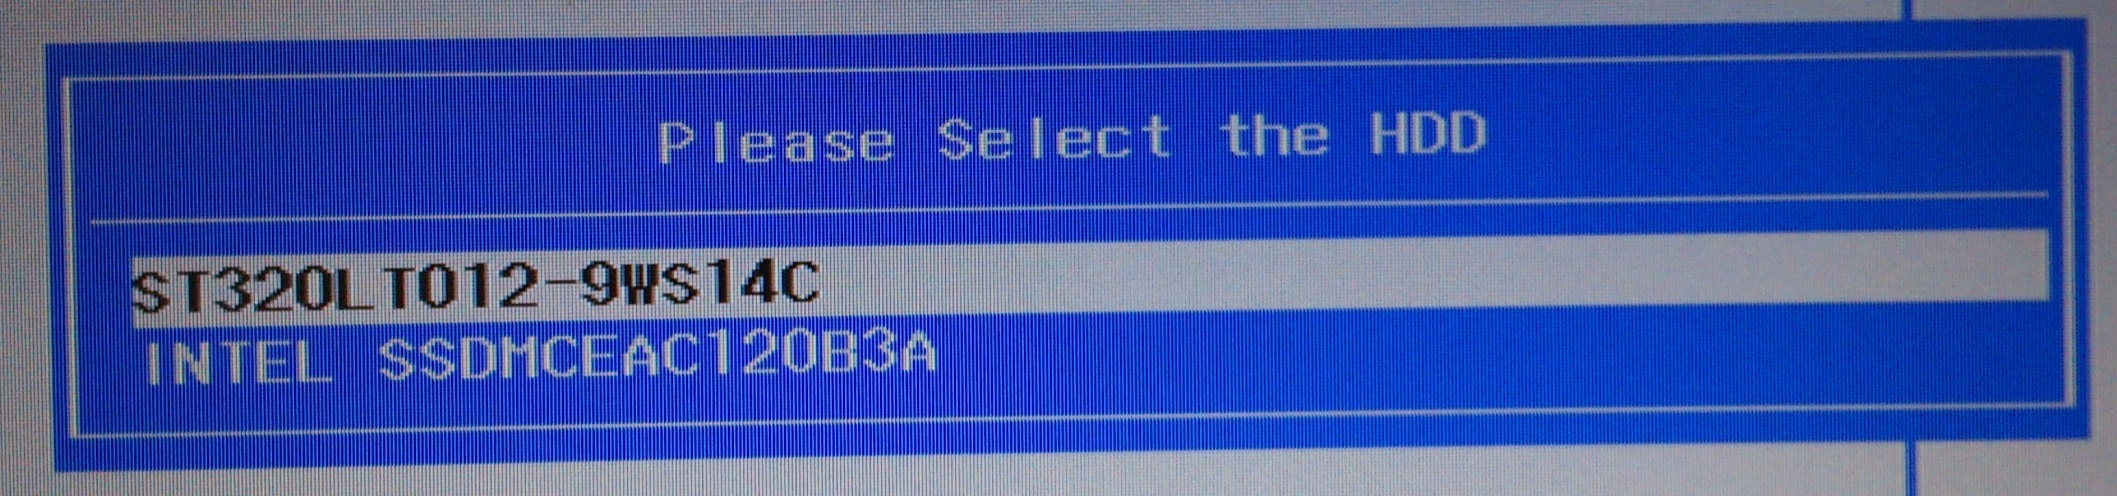 Please Select the HDD
ST320LT012-9WS14C
INTEL SSDMCEAC120B3A